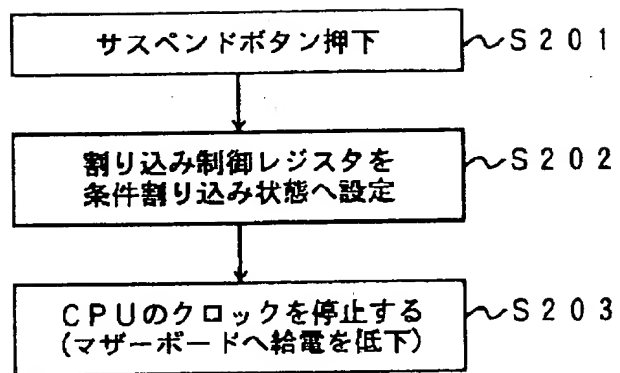 サスペンドボタン押下
S201
割り込み制御レジスタを
条件割り込み状態へ設定
S202
CPUのクロックを停止する
(マザーボードへ給電を低下)
S203